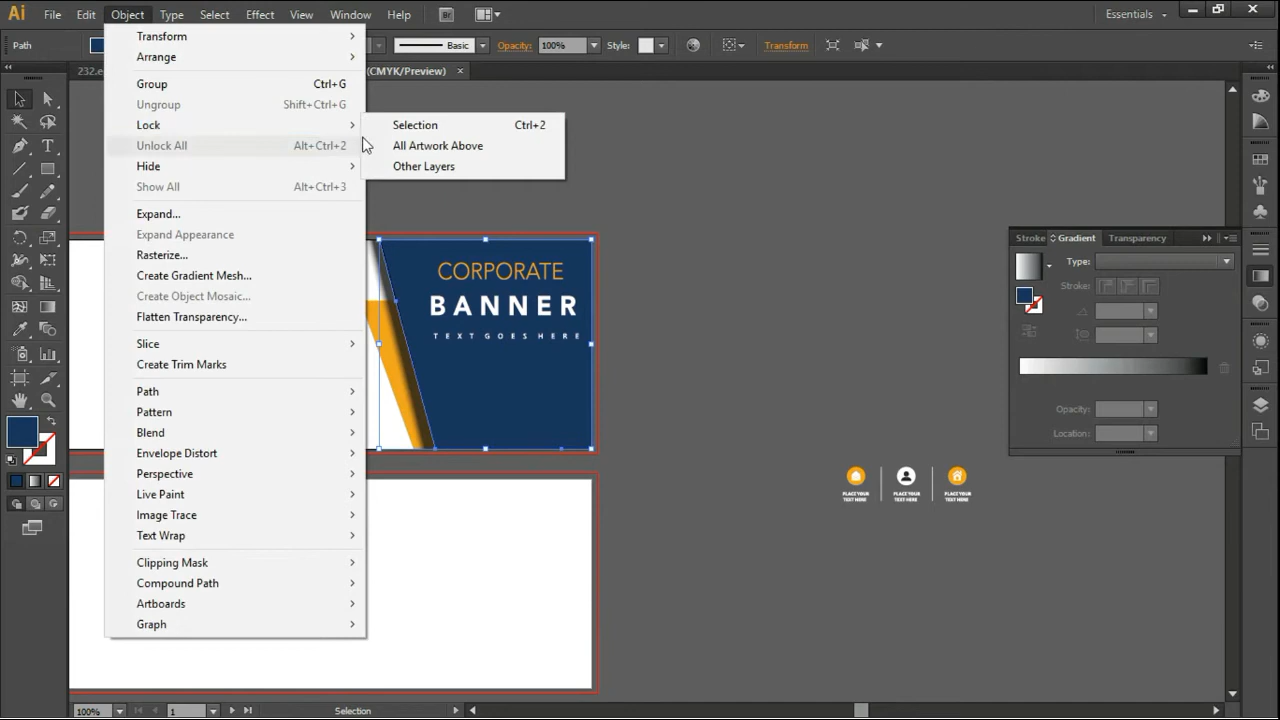 Ai File Edit Object Type Select Effect View Window Help Br Essentials
Path Basic Opacity: 100% Style: Transform
232.e (CMYK/Preview) ×
Transform
Arrange
Group Ctrl+G
Ungroup Shift+Ctrl+G
Lock
Unlock All Alt+Ctrl+2
Hide
Show All Alt+Ctrl+3
Expand...
Expand Appearance
Rasterize...
Create Gradient Mesh...
Create Object Mosaic...
Flatten Transparency...
Slice
Create Trim Marks
Path
Pattern
Blend
Envelope Distort
Perspective
Live Paint
Image Trace
Text Wrap
Clipping Mask
Compound Path
Artboards
Graph
Selection Ctrl+2
All Artwork Above
Other Layers
CORPORATE
BANNER
TEXT GOES HERE
Stroke Gradient Transparency
Type:
Stroke:
Opacity:
Location:
PLACE YOUR
TEXT HERE
PLACE YOUR
TEXT HERE
PLACE YOUR
TEXT HERE
100% 1 Selection